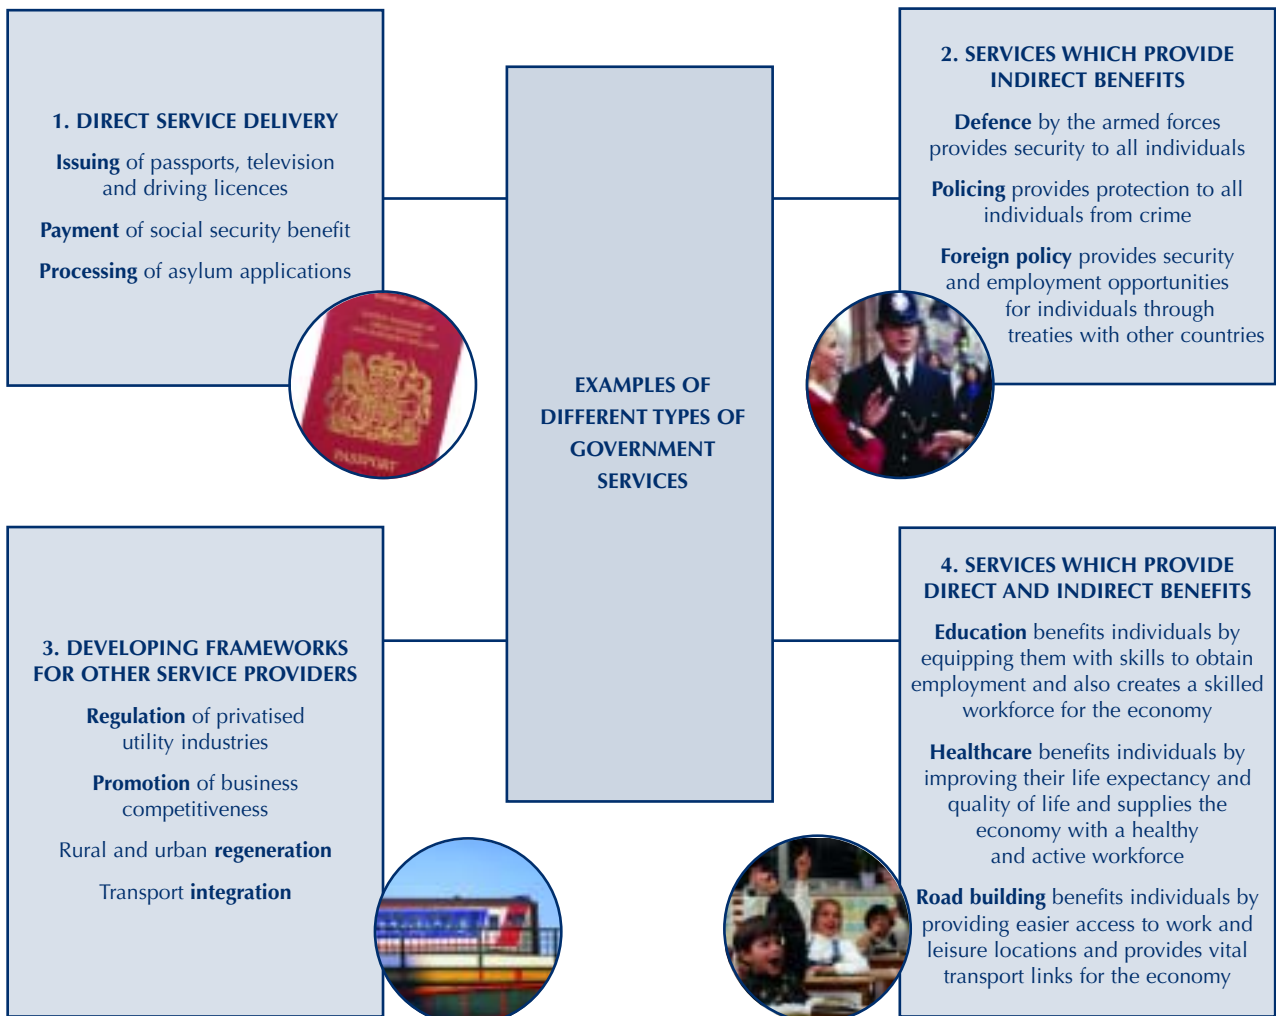 1. DIRECT SERVICE DELIVERY
Issuing of passports, television
and driving licences
Payment of social security benefit
Processing of asylum applications
PASSPORT
2. SERVICES WHICH PROVIDE
INDIRECT BENEFITS
Defence by the armed forces
provides security to all individuals
Policing provides protection to all
individuals from crime
Foreign policy provides security
and employment opportunities
for individuals through
treaties with other countries
EXAMPLES OF
DIFFERENT TYPES OF
GOVERNMENT
SERVICES
3. DEVELOPING FRAMEWORKS
FOR OTHER SERVICE PROVIDERS
Regulation of privatised
utility industries
Promotion of business
competitiveness
Rural and urban regeneration
Transport integration
4. SERVICES WHICH PROVIDE
DIRECT AND INDIRECT BENEFITS
Education benefits individuals by
equipping them with skills to obtain
employment and also creates a skilled
workforce for the economy
Healthcare benefits individuals by
improving their life expectancy and
quality of life and supplies the
economy with a healthy
and active workforce
Road building benefits individuals by
providing easier access to work and
leisure locations and provides vital
transport links for the economy